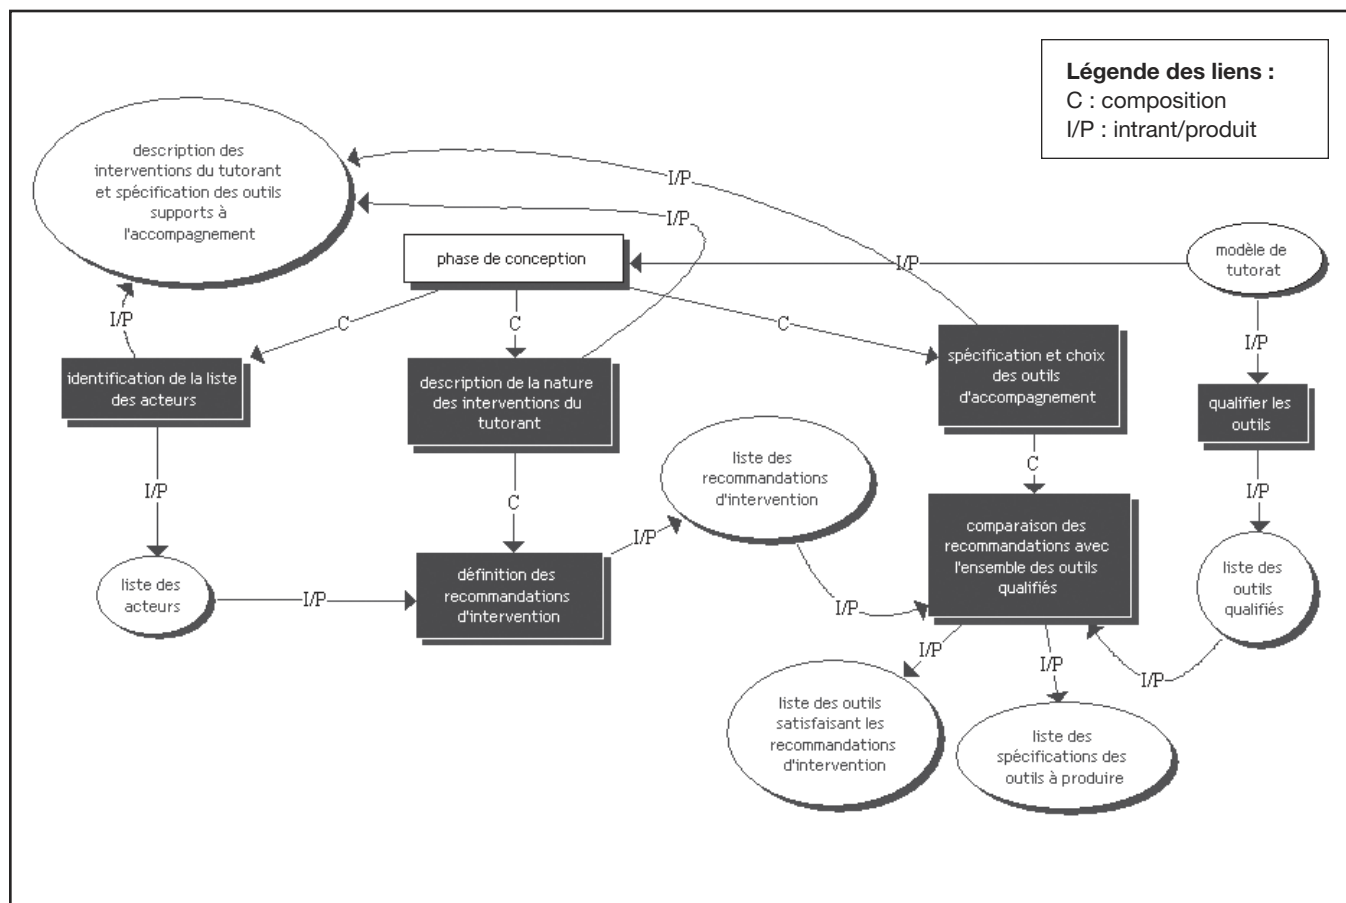 Légende des liens :
C : composition
I/P : intrant/produit
description des
interventions du tutorant
et spécification des outils
supports à
l'accompagnement
I/P
I/P
phase de conception
I/P
modèle de
tutorat
I/P
C
C
C
I/P
identification de la liste
des acteurs
description de la nature
des interventions du
tutorant
spécification et choix
des outils
d'accompagnement
qualifier les
outils
I/P
C
C
I/P
liste des
recommandations
d'intervention
liste des
acteurs
I/P
définition des
recommandations
d'intervention
I/P
I/P
comparaison des
recommandations avec
l'ensemble des outils
qualifiés
liste des
outils
qualifiés
I/P
I/P
I/P
liste des outils
satisfaisant les
recommandations
d'intervention
liste des
spécifications des
outils à produire